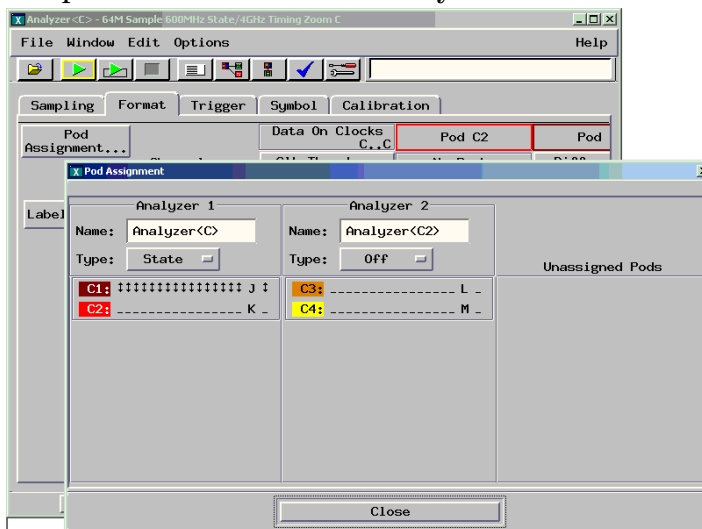 Analyzer<C> - 64M Sample 600MHz State/4GHz Timing Zoom C
File Window Edit Options Help
Sampling Format Trigger Symbol Calibration
Pod Assignment...
Data On Clocks C..C
Pod C2
Pod
Label
Pod Assignment
Analyzer 1
Name: Analyzer<C>
Type: State
C1: ‡‡‡‡‡‡‡‡‡‡‡‡‡‡‡‡ J ‡
C2: ---------------- K -
Analyzer 2
Name: Analyzer<C2>
Type: Off
C3: ---------------- L -
C4: ---------------- M -
Unassigned Pods
Close